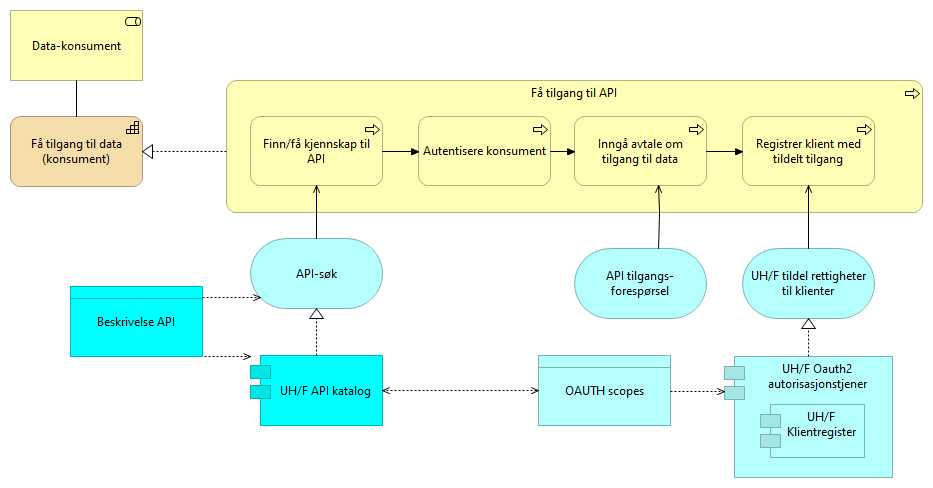 Data-konsument
Få tilgang til data
(konsument)
Få tilgang til API
Finn/få kjennskap til
API
Autentisere konsument
Inngå avtale om
tilgang til data
Registrer klient med
tildelt tilgang
API-søk
API tilgangs-
forespørsel
UH/F tildel rettigheter
til klienter
Beskrivelse API
UH/F API katalog
OAUTH scopes
UH/F Oauth2
autorisasjonstjener
UH/F
Klientregister